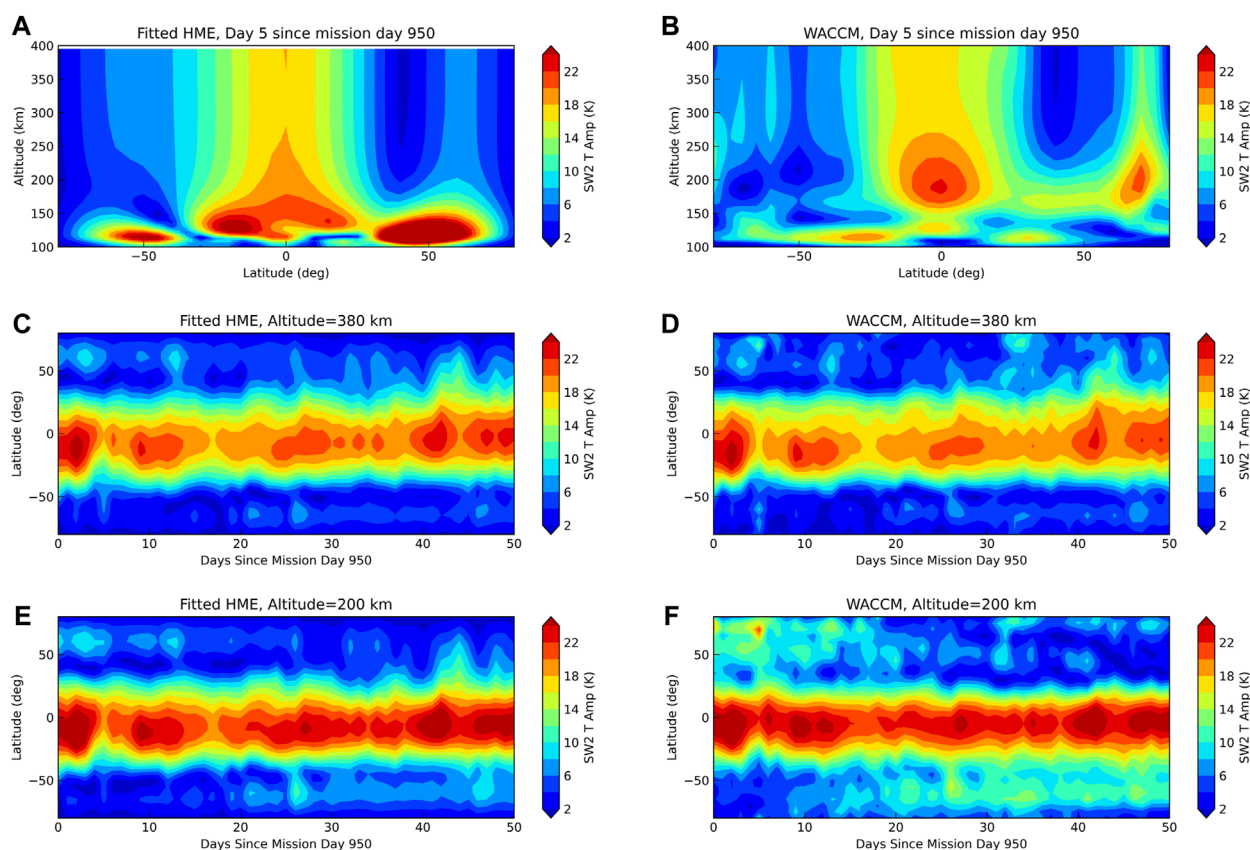 A
Fitted HME, Day 5 since mission day 950
400
350
300
250
200
150
100
Altitude (km)
−50 0 50
Latitude (deg)
22
18
14
10
6
2
SW2 T Amp (K)
B
WACCM, Day 5 since mission day 950
400
350
300
250
200
150
100
Altitude (km)
−50 0 50
Latitude (deg)
22
18
14
10
6
2
SW2 T Amp (K)
C
Fitted HME, Altitude=380 km
50
0
−50
Latitude (deg)
0 10 20 30 40 50
Days Since Mission Day 950
22
18
14
10
6
2
SW2 T Amp (K)
D
WACCM, Altitude=380 km
50
0
−50
Latitude (deg)
0 10 20 30 40 50
Days Since Mission Day 950
22
18
14
10
6
2
SW2 T Amp (K)
E
Fitted HME, Altitude=200 km
50
0
−50
Latitude (deg)
0 10 20 30 40 50
Days Since Mission Day 950
22
18
14
10
6
2
SW2 T Amp (K)
F
WACCM, Altitude=200 km
50
0
−50
Latitude (deg)
0 10 20 30 40 50
Days Since Mission Day 950
22
18
14
10
6
2
SW2 T Amp (K)